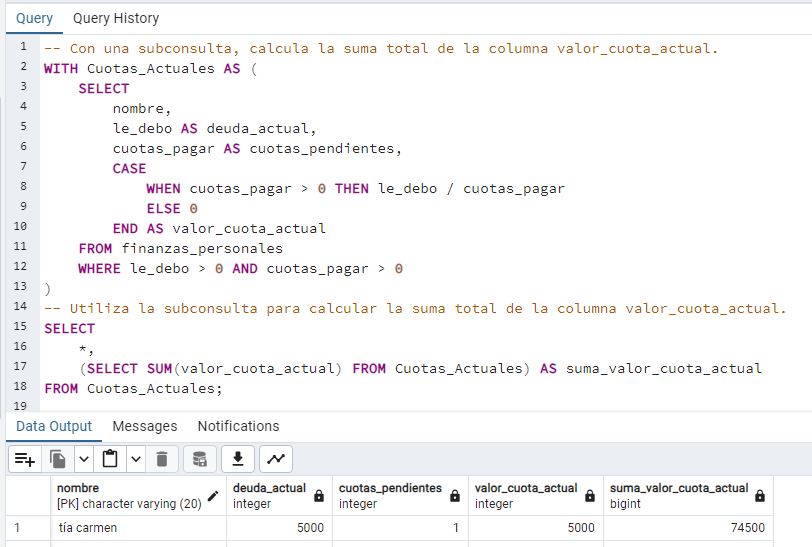 Query Query History
1 -- Con una subconsulta, calcula la suma total de la columna valor_cuota_actual.
2 WITH Cuotas_Actuales AS (
3 SELECT
4 nombre,
5 le_debo AS deuda_actual,
6 cuotas_pagar AS cuotas_pendientes,
7 CASE
8 WHEN cuotas_pagar > 0 THEN le_debo / cuotas_pagar
9 ELSE 0
10 END AS valor_cuota_actual
11 FROM finanzas_personales
12 WHERE le_debo > 0 AND cuotas_pagar > 0
13 )
14 -- Utiliza la subconsulta para calcular la suma total de la columna valor_cuota_actual.
15 SELECT
16 *,
17 (SELECT SUM(valor_cuota_actual) FROM Cuotas_Actuales) AS suma_valor_cuota_actual
18 FROM Cuotas_Actuales;
19
Data Output Messages Notifications
nombre deuda_actual cuotas_pendientes valor_cuota_actual suma_valor_cuota_actual
[PK] character varying (20) integer integer integer bigint
1 tía carmen 5000 1 5000 74500